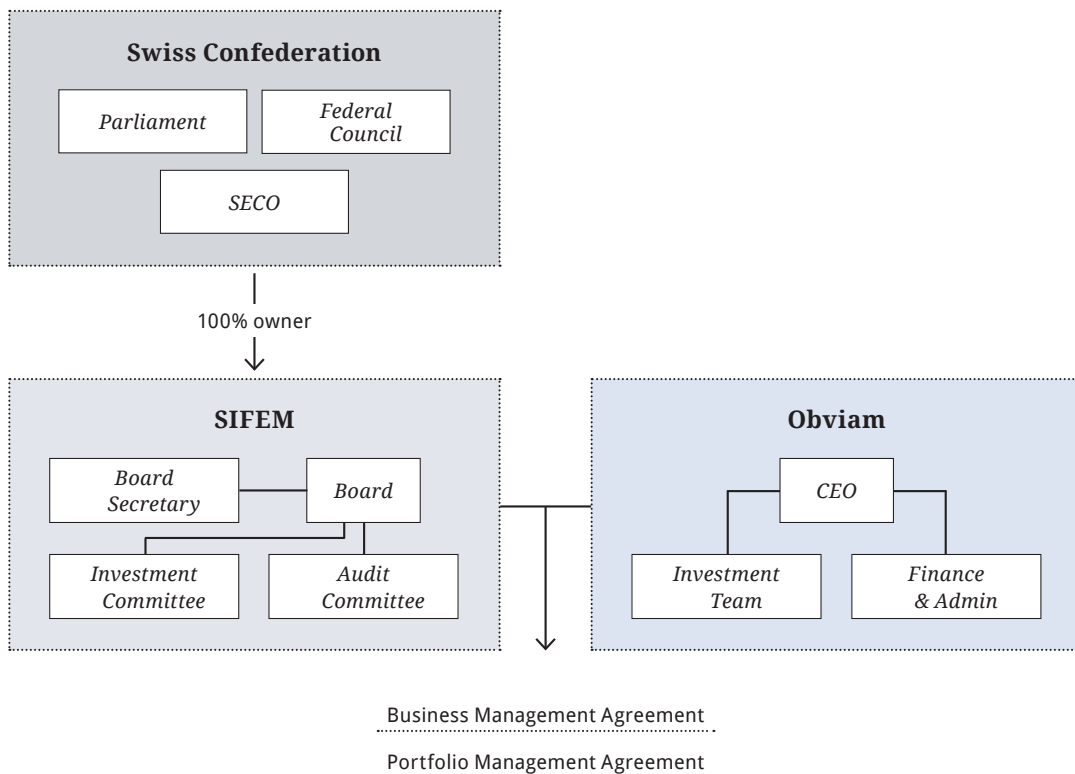 Swiss Confederation
Parliament
Federal
Council
SECO
100% owner
SIFEM
Board
Secretary
Board
Investment
Committee
Audit
Committee
Obviam
CEO
Investment
Team
Finance
& Admin
Business Management Agreement
Portfolio Management Agreement